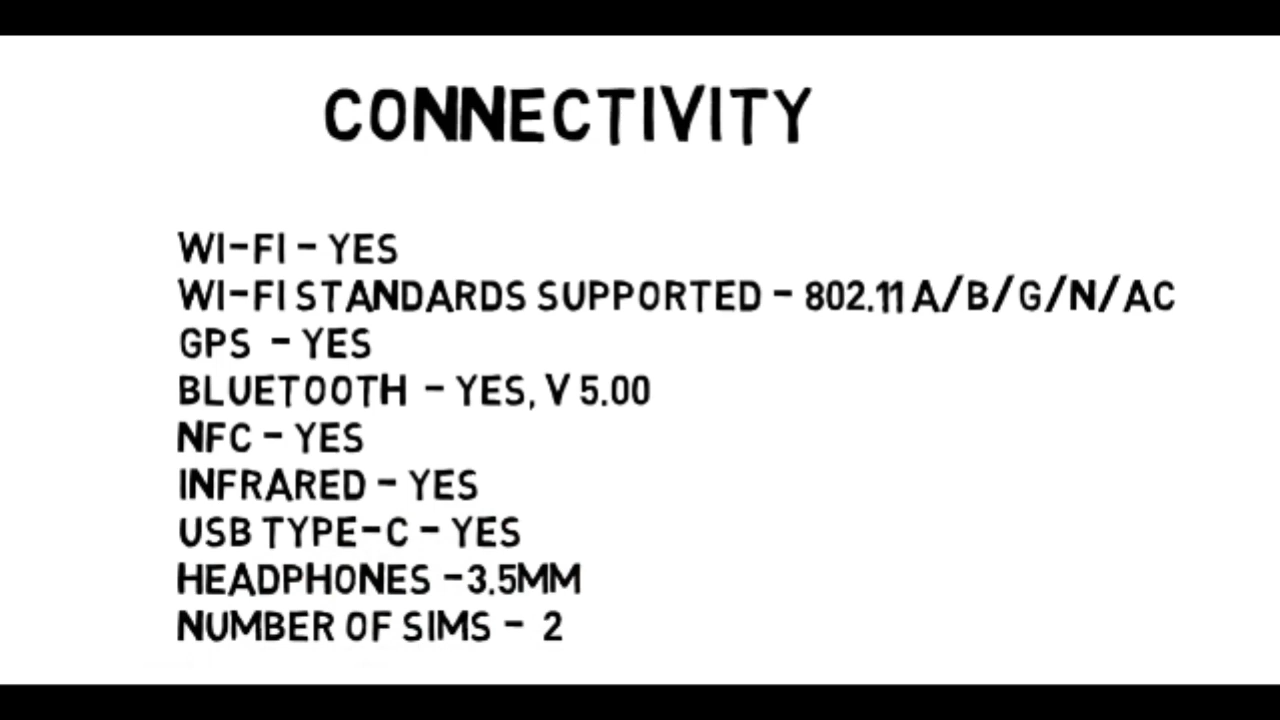 CONNECTIVITY
WI-FI - YES
WI-FI STANDARDS SUPPORTED - 802.11 A/B/G/N/AC
GPS - YES
BLUETOOTH - YES, V 5.00
NFC - YES
INFRARED - YES
USB TYPE-C - YES
HEADPHONES -3.5MM
NUMBER OF SIMS - 2